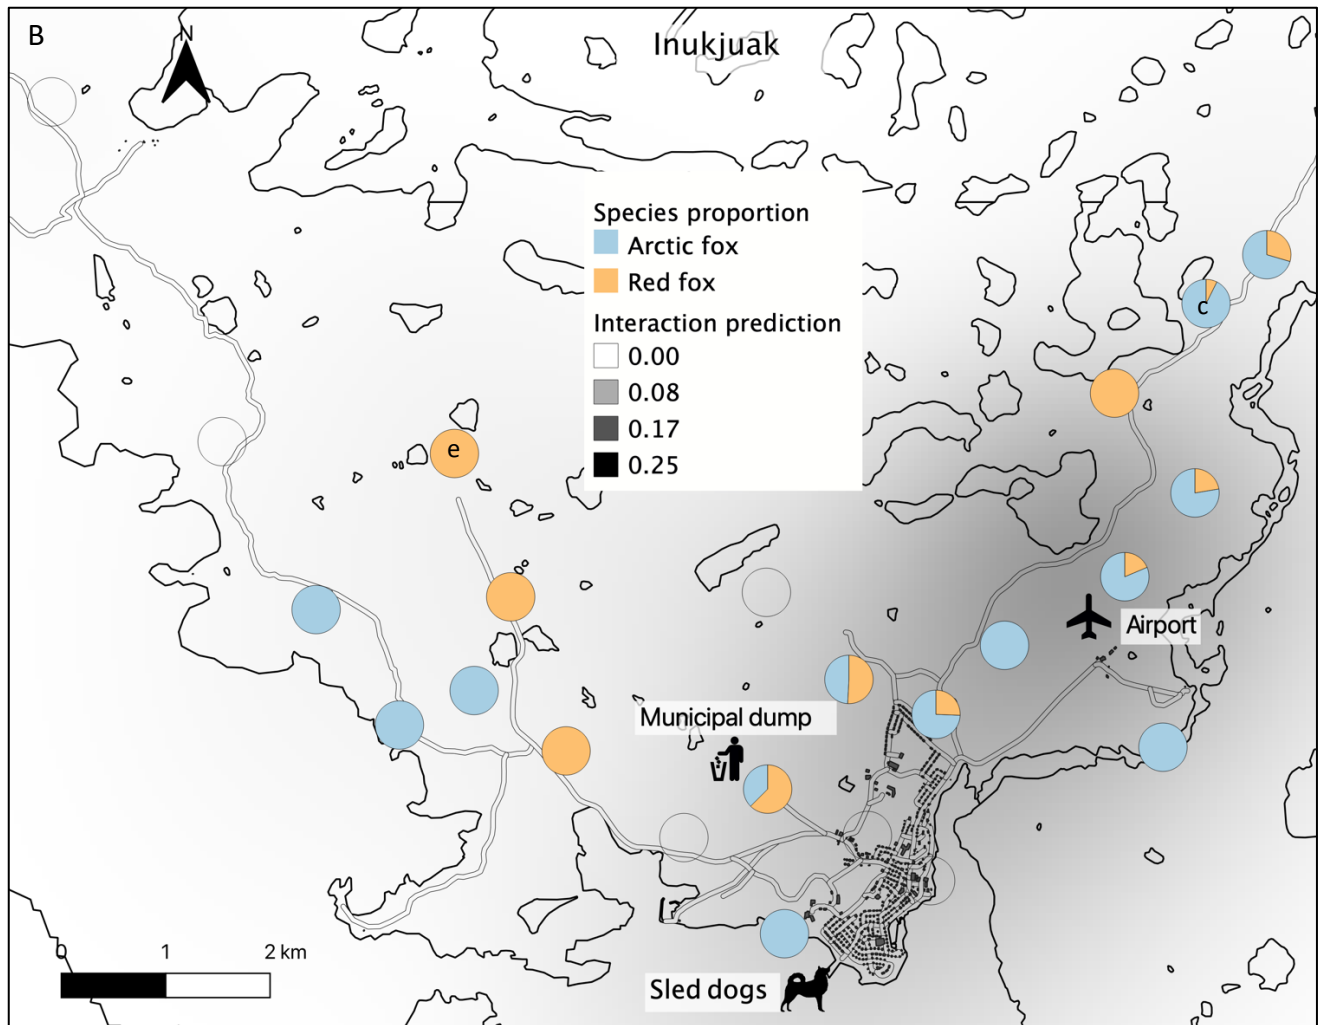 B
N
Inukjuak
Species proportion
Arctic fox
Red fox
Interaction prediction
0.00
0.08
0.17
0.25
c
e
Airport
Municipal dump
0 1 2 km
Sled dogs